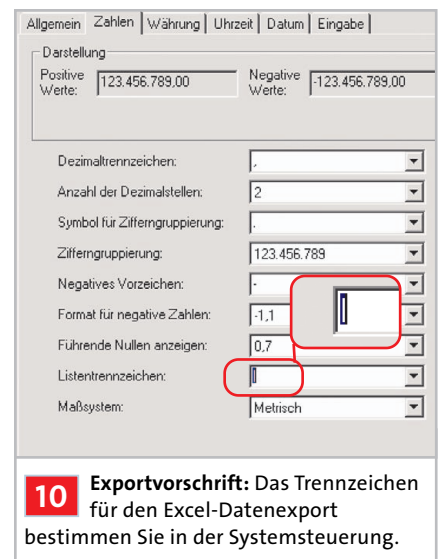 Allgemein Zahlen Währung Uhrzeit Datum Eingabe
Darstellung
Positive Werte: 123.456.789,00 Negative Werte: -123.456.789,00
Dezimaltrennzeichen: ,
Anzahl der Dezimalstellen: 2
Symbol für Zifferngruppierung: .
Zifferngruppierung: 123.456.789
Negatives Vorzeichen: -
Format für negative Zahlen: -1,1
Führende Nullen anzeigen: 0,7
Listentrennzeichen:
Maßsystem: Metrisch
10 Exportvorschrift: Das Trennzeichen
für den Excel-Datenexport
bestimmen Sie in der Systemsteuerung.